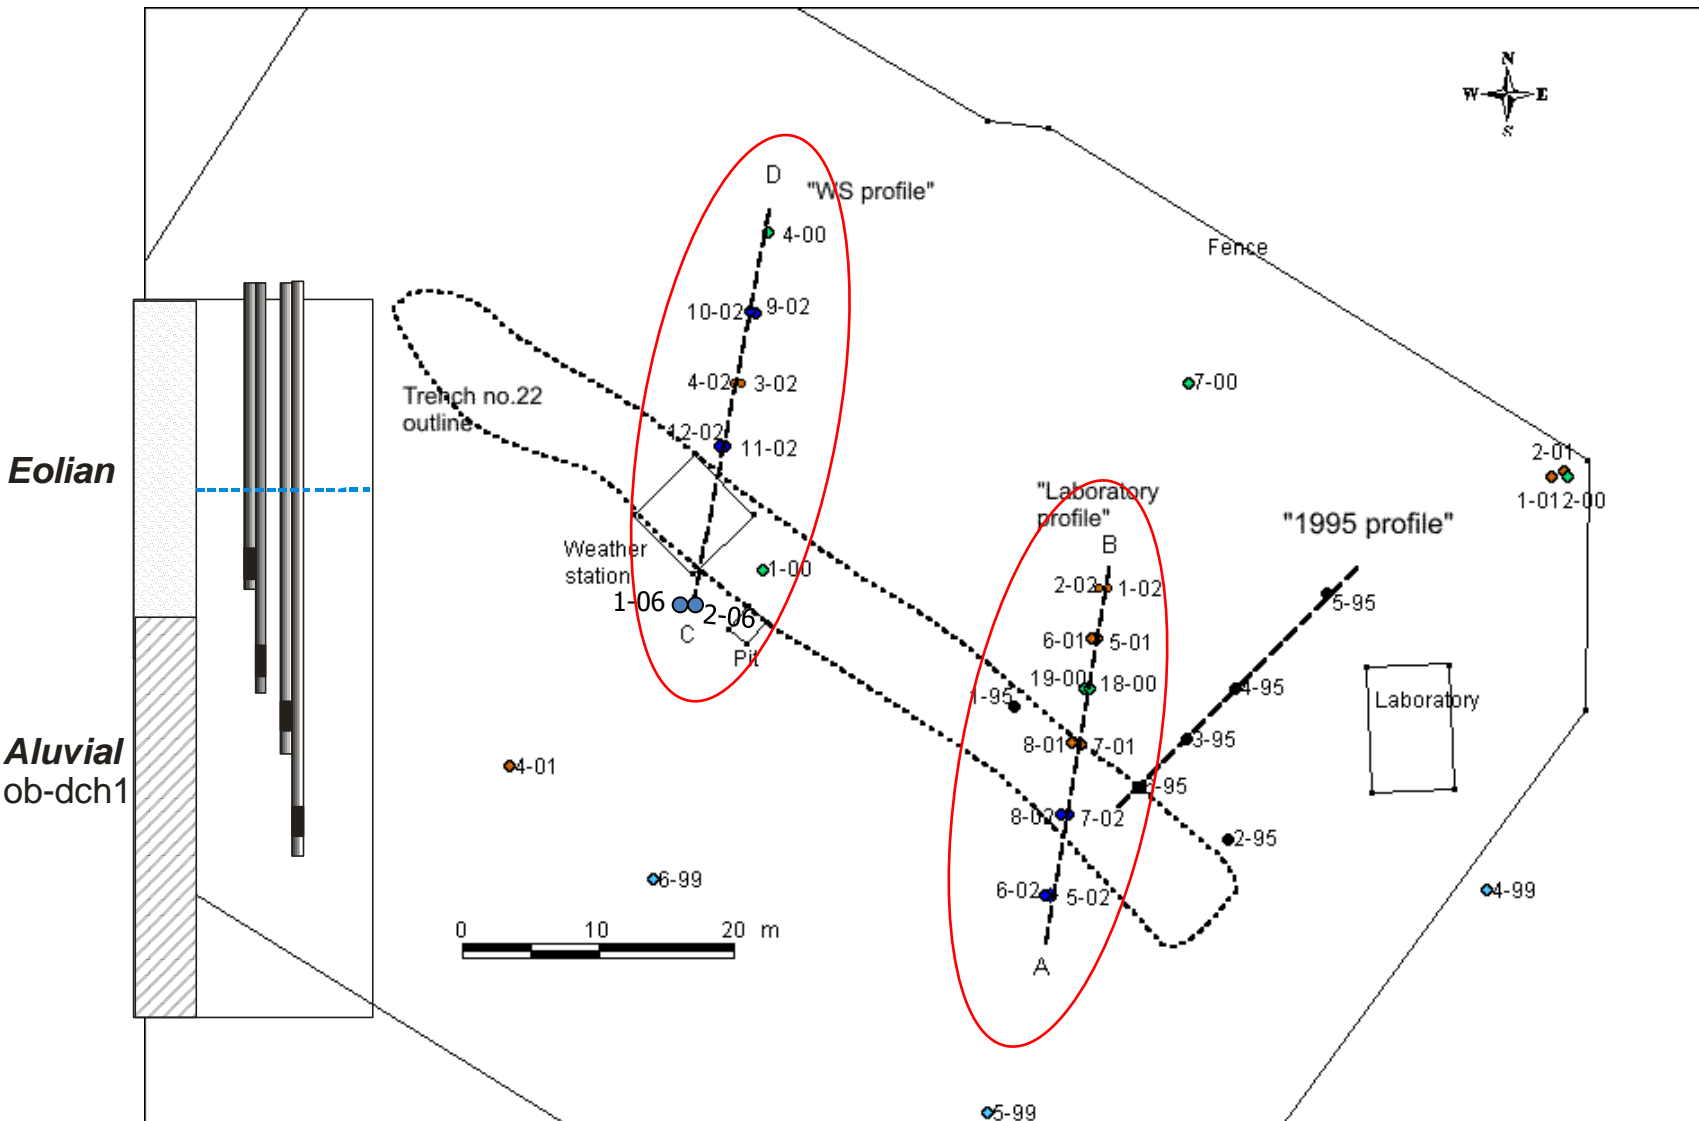 N
W E
S
D
"WS profile"
4-00
Fence
10-02 9-02
4-02 3-02
7-00
Trench no.22
outline
12-02
11-02
2-01
1-01 2-00
Eolian
"Laboratory
profile"
"1995 profile"
B
Weather
station
1-00
2-02 1-02
5-95
1-06 2-06
C
Pit
6-01 5-01
19-00 18-00
1-95
4-95
Laboratory
8-01 7-01
3-95
Aluvial
ob-dch1
4-01
6-95
8-02 7-02
2-95
6-99
6-02 5-02
4-99
0 10 20 m
A
5-99